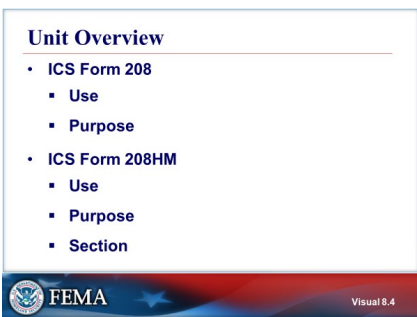 Unit Overview
• ICS Form 208
▪ Use
▪ Purpose
• ICS Form 208HM
▪ Use
▪ Purpose
▪ Section
FEMA
Visual 8.4